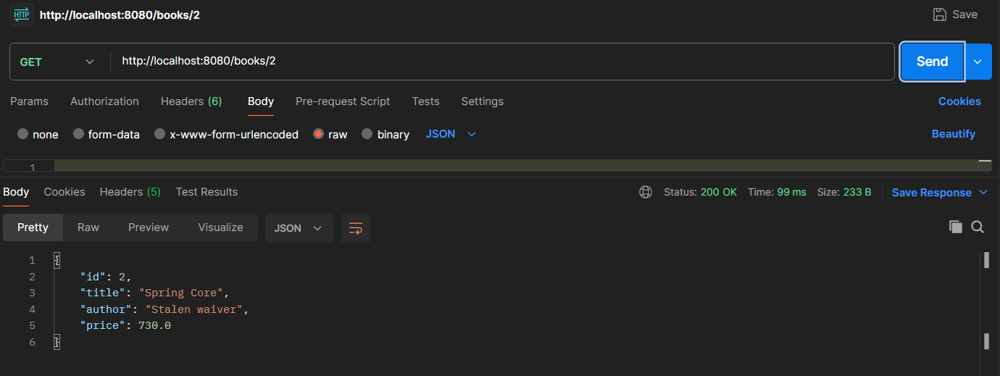 HTTP http://localhost:8080/books/2 Save
GET http://localhost:8080/books/2 Send
Params Authorization Headers (6) Body Pre-request Script Tests Settings Cookies
none form-data x-www-form-urlencoded raw binary JSON Beautify
1
Body Cookies Headers (5) Test Results Status: 200 OK Time: 99 ms Size: 233 B Save Response
Pretty Raw Preview Visualize JSON
1 {
2 "id": 2,
3 "title": "Spring Core",
4 "author": "Stalen waiver",
5 "price": 730.0
6 }